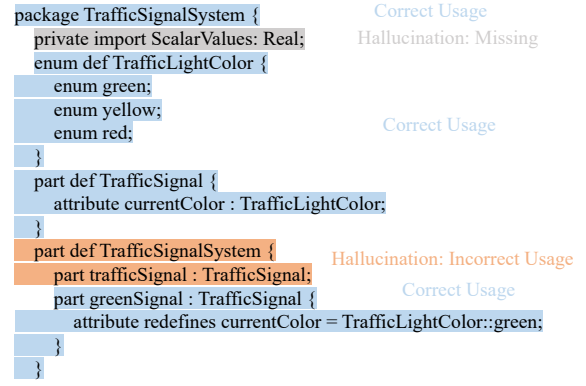 package TrafficSignalSystem { Correct Usage
private import ScalarValues: Real; Hallucination: Missing
enum def TrafficLightColor {
enum green;
enum yellow;
enum red; Correct Usage
}
part def TrafficSignal {
attribute currentColor : TrafficLightColor;
}
part def TrafficSignalSystem { Hallucination: Incorrect Usage
part trafficSignal : TrafficSignal;
part greenSignal : TrafficSignal { Correct Usage
attribute redefines currentColor = TrafficLightColor::green;
}
}